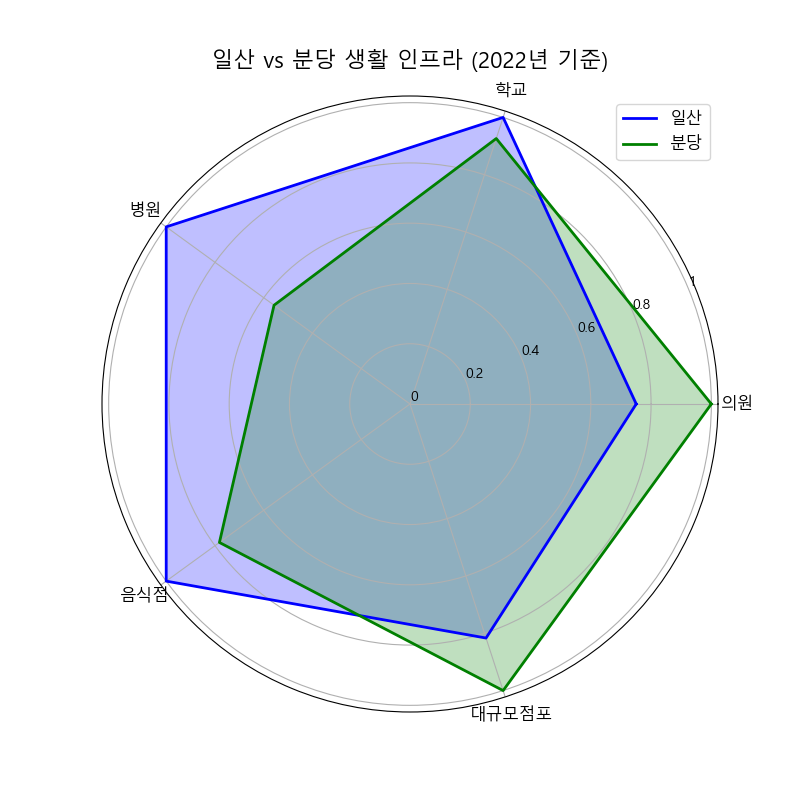 일산 vs 분당 생활 인프라 (2022년 기준)
학교
일산
분당
병원
1
0.8
0.6
0.4
0.2
0
의원
음식점
대규모점포